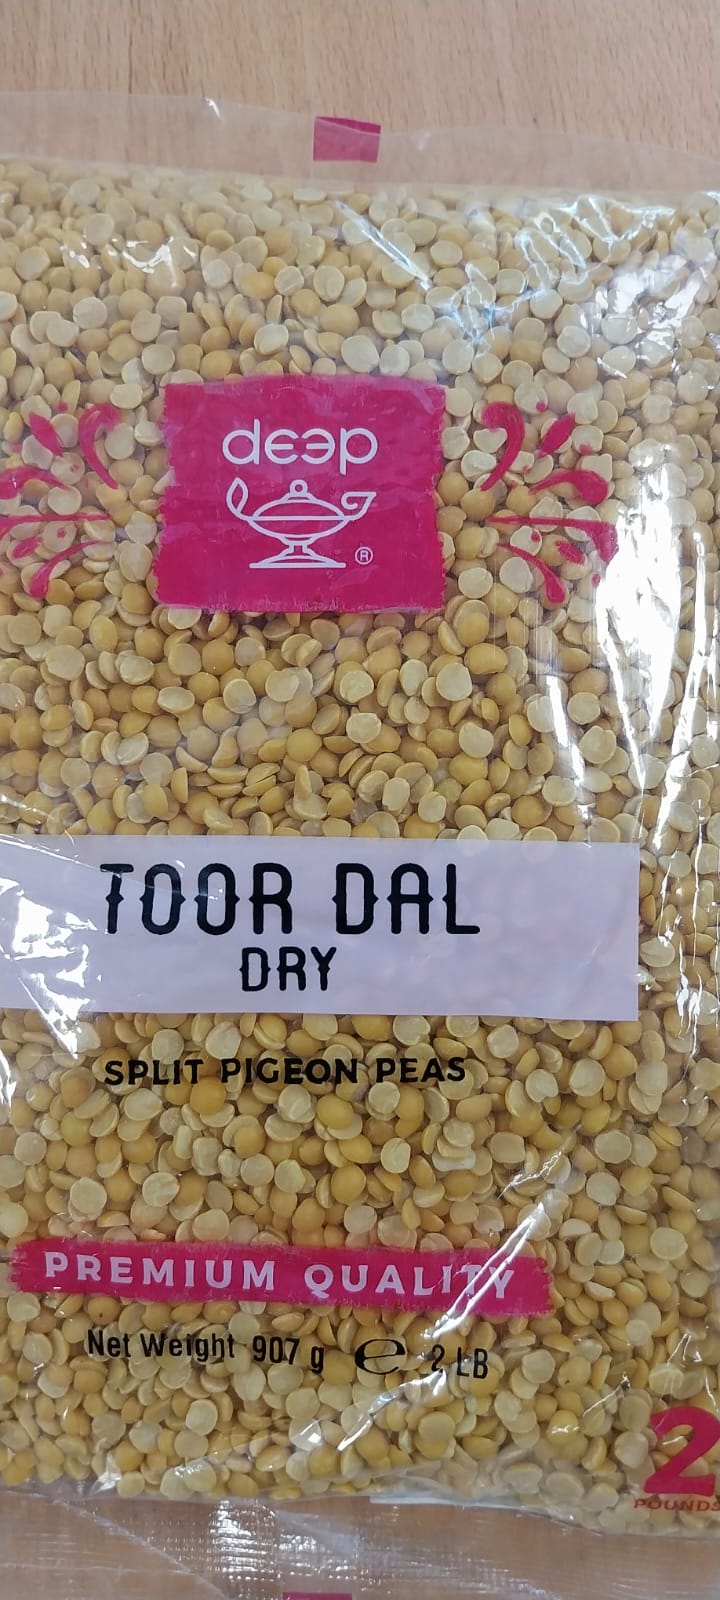 deep
®
TOOR DAL
DRY
SPLIT PIGEON PEAS
PREMIUM QUALITY
Net Weight 907 g ℮ 2 LB
2
POUNDS